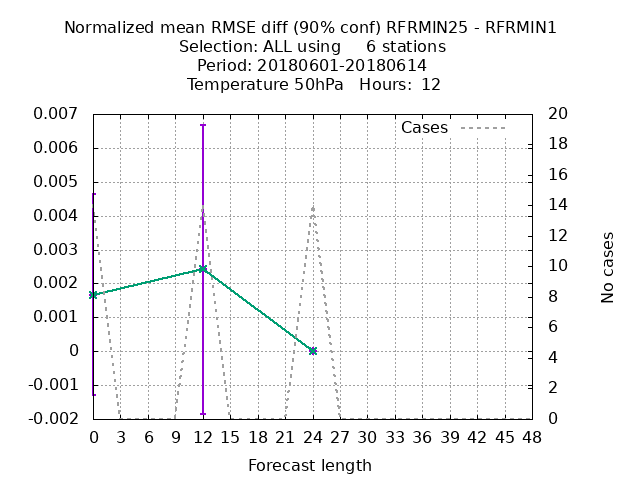 Normalized mean RMSE diff (90% conf) RFRMIN25 - RFRMIN1
Selection: ALL using     6 stations
Period: 20180601-20180614
Temperature 50hPa   Hours:  12
Cases
0.007
0.006
0.005
0.004
0.003
0.002
0.001
0
-0.001
-0.002
20
18
16
14
12
10
8
6
4
2
0
No cases
0 3 6 9 12 15 18 21 24 27 30 33 36 39 42 45 48
Forecast length